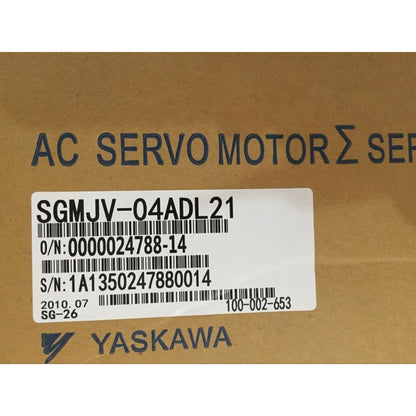 AC SERVO MOTOR Σ SER
SGMJV-04ADL21
O/N:0000024788-14
S/N:1A1350247880014
2010.07
SG-26
100-002-653
YASKAWA